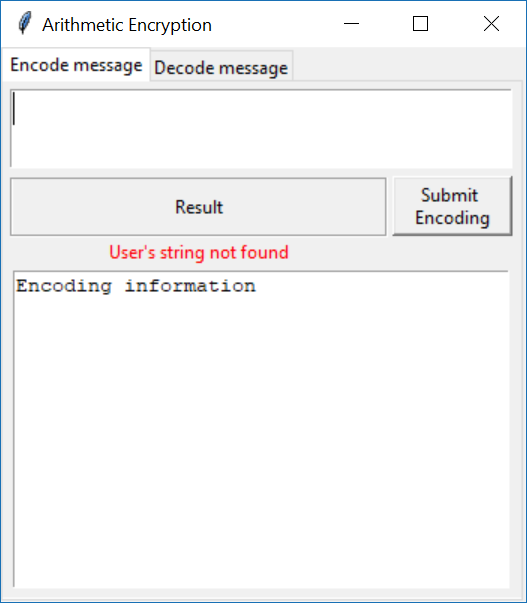 Arithmetic Encryption
Encode message
Decode message
Result
Submit
Encoding
User's string not found
Encoding information